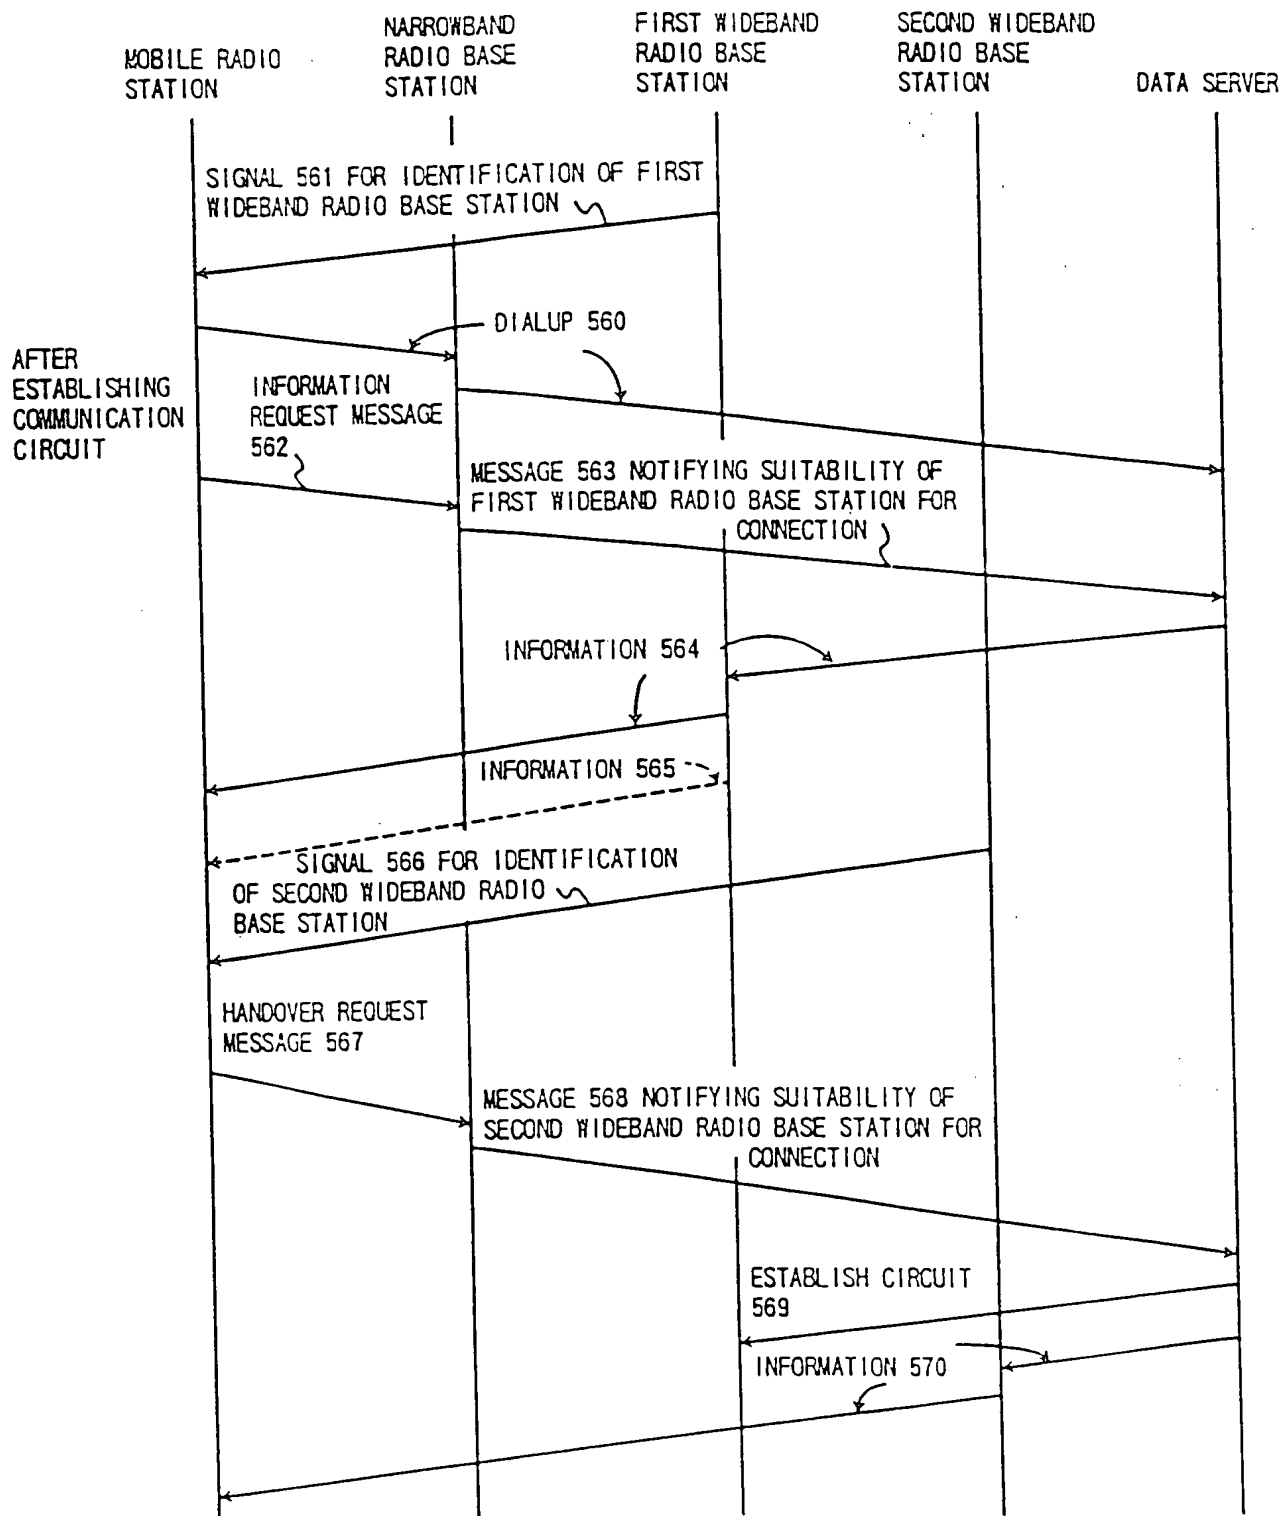 MOBILE RADIO
STATION
NARROWBAND
RADIO BASE
STATION
FIRST WIDEBAND
RADIO BASE
STATION
SECOND WIDEBAND
RADIO BASE
STATION
DATA SERVER
SIGNAL 561 FOR IDENTIFICATION OF FIRST
WIDEBAND RADIO BASE STATION
DIALUP 560
AFTER
ESTABLISHING
COMMUNICATION
CIRCUIT
INFORMATION
REQUEST MESSAGE
562
MESSAGE 563 NOTIFYING SUITABILITY OF
FIRST WIDEBAND RADIO BASE STATION FOR
CONNECTION
INFORMATION 564
INFORMATION 565
SIGNAL 566 FOR IDENTIFICATION
OF SECOND WIDEBAND RADIO
BASE STATION
HANDOVER REQUEST
MESSAGE 567
MESSAGE 568 NOTIFYING SUITABILITY OF
SECOND WIDEBAND RADIO BASE STATION FOR
CONNECTION
ESTABLISH CIRCUIT
569
INFORMATION 570